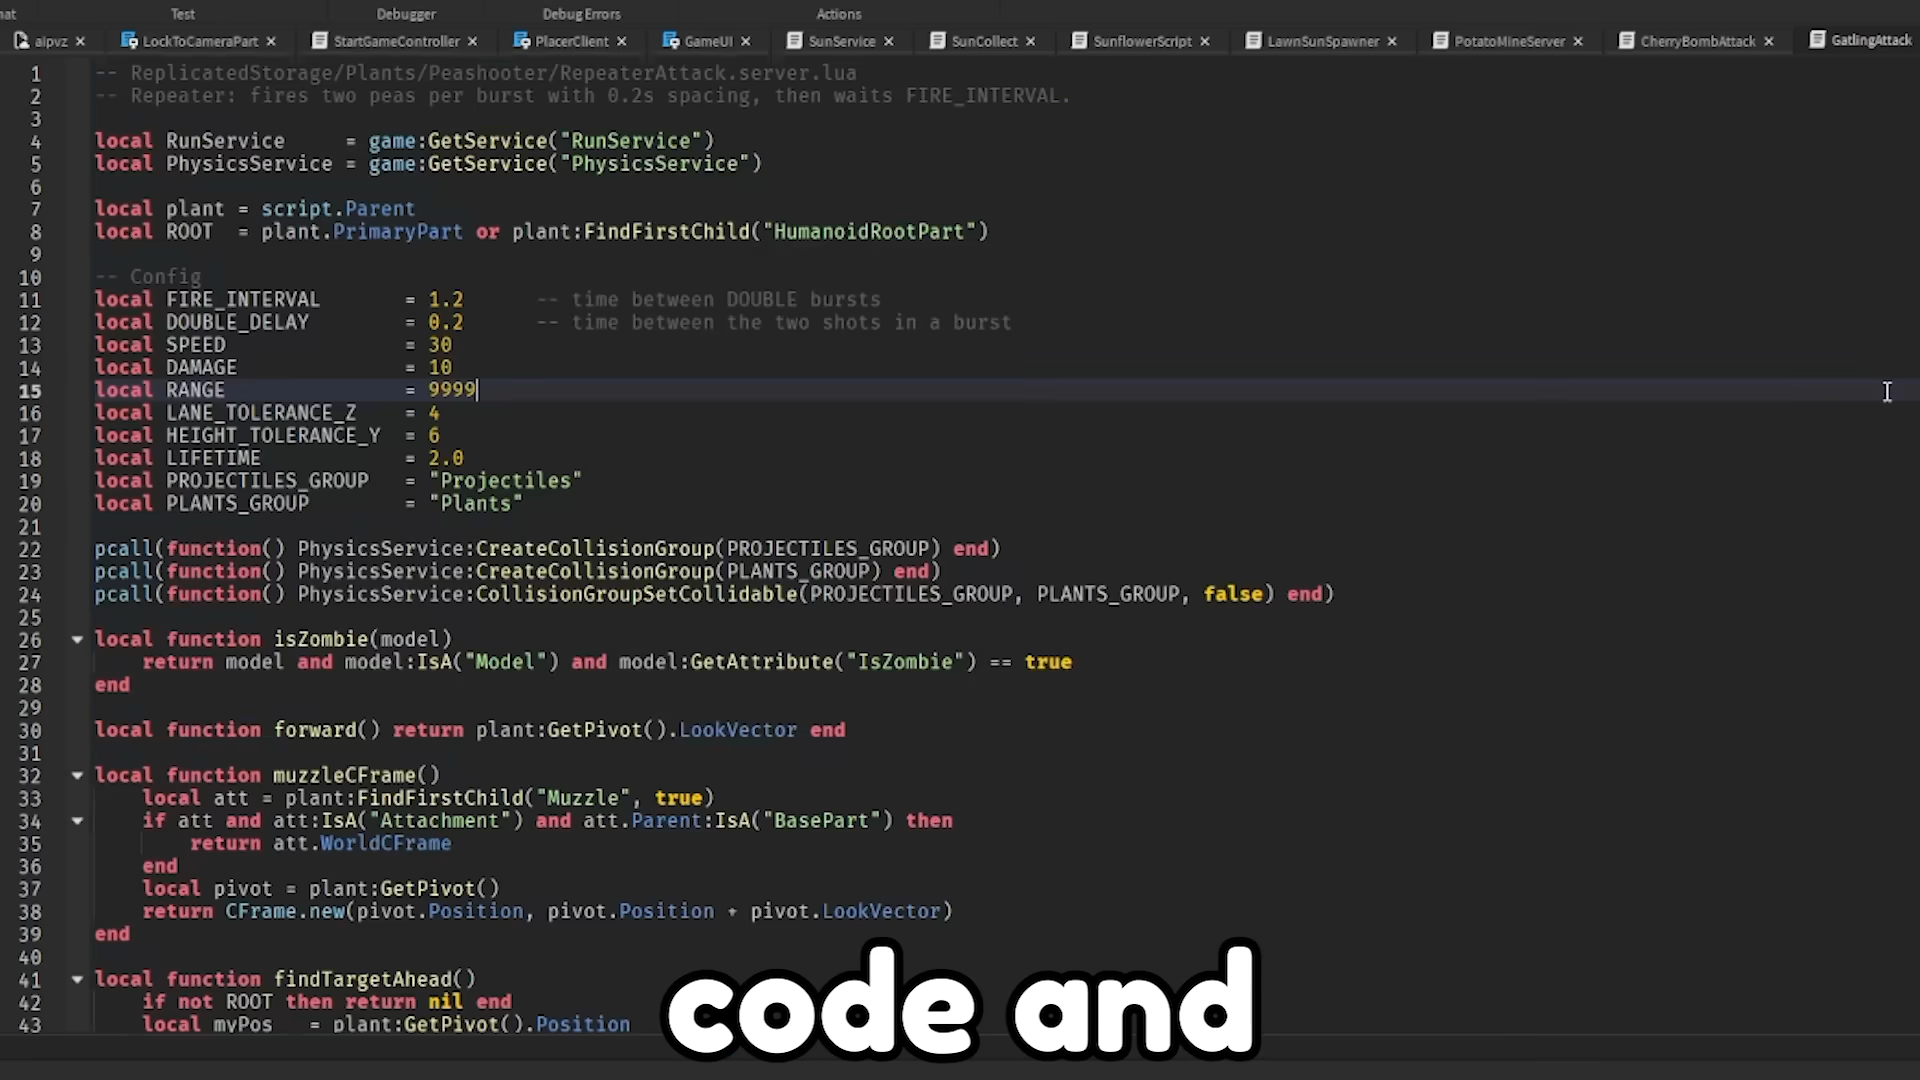 Test Debugger Debug Errors Actions
aipvz LockToCameraPart StartGameController PlacerClient GameUI SunService SunCollect SunflowerScript LawnSunSpawner PotatoMineServer CherryBombAttack GatlingAttack
1 -- ReplicatedStorage/Plants/Peashooter/RepeaterAttack.server.lua
2 -- Repeater: fires two peas per burst with 0.2s spacing, then waits FIRE_INTERVAL.
3
4 local RunService     = game:GetService("RunService")
5 local PhysicsService = game:GetService("PhysicsService")
6
7 local plant = script.Parent
8 local ROOT  = plant.PrimaryPart or plant:FindFirstChild("HumanoidRootPart")
9
10 -- Config
11 local FIRE_INTERVAL       = 1.2      -- time between DOUBLE bursts
12 local DOUBLE_DELAY        = 0.2      -- time between the two shots in a burst
13 local SPEED               = 30
14 local DAMAGE              = 10
15 local RANGE               = 9999
16 local LANE_TOLERANCE_Z    = 4
17 local HEIGHT_TOLERANCE_Y  = 6
18 local LIFETIME            = 2.0
19 local PROJECTILES_GROUP   = "Projectiles"
20 local PLANTS_GROUP        = "Plants"
21
22 pcall(function() PhysicsService:CreateCollisionGroup(PROJECTILES_GROUP) end)
23 pcall(function() PhysicsService:CreateCollisionGroup(PLANTS_GROUP) end)
24 pcall(function() PhysicsService:CollisionGroupSetCollidable(PROJECTILES_GROUP, PLANTS_GROUP, false) end)
25
26 local function isZombie(model)
27     return model and model:IsA("Model") and model:GetAttribute("IsZombie") == true
28 end
29
30 local function forward() return plant:GetPivot().LookVector end
31
32 local function muzzleCFrame()
33     local att = plant:FindFirstChild("Muzzle", true)
34     if att and att:IsA("Attachment") and att.Parent:IsA("BasePart") then
35         return att.WorldCFrame
36     end
37     local pivot = plant:GetPivot()
38     return CFrame.new(pivot.Position, pivot.Position + pivot.LookVector)
39 end
40
41 local function findTargetAhead()
42     if not ROOT then return nil end
43     local myPos   = plant:GetPivot().Position
code and